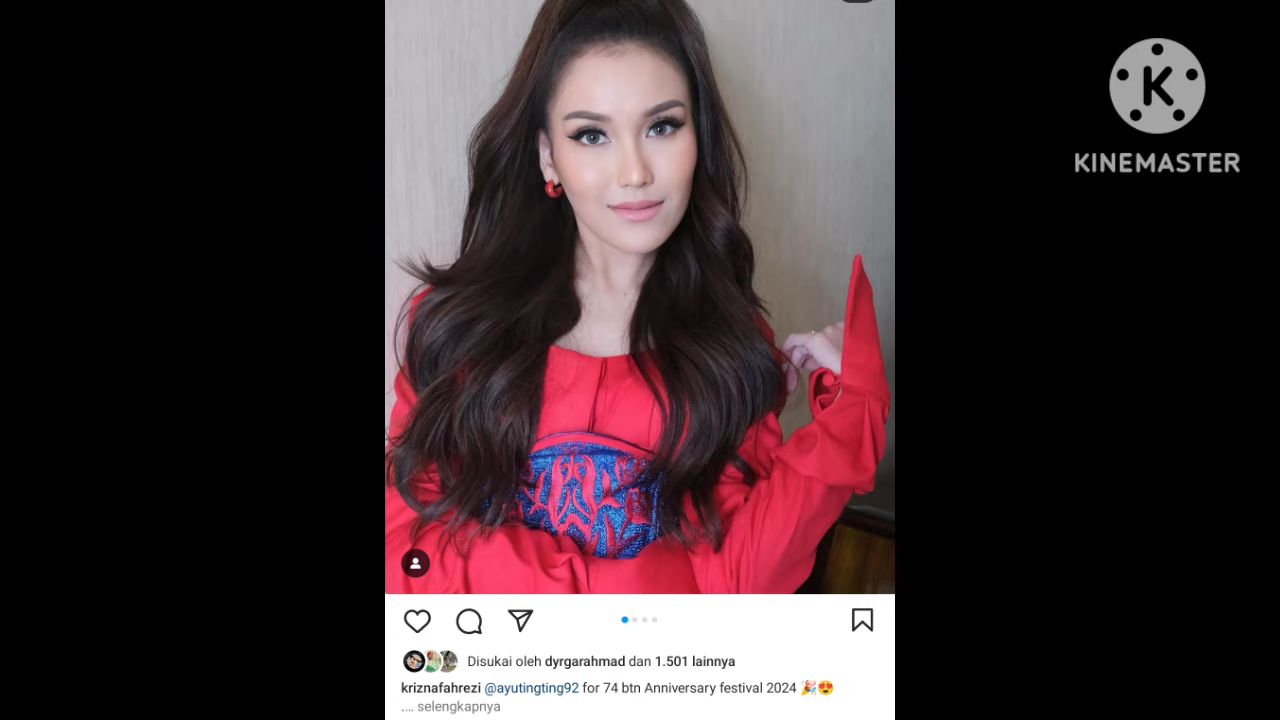 K
KINEMASTER
Disukai oleh dyrgarahmad dan 1.501 lainnya
kriznafahrezi @ayutingting92 for 74 btn Anniversary festival 2024 🎉😍
.... selengkapnya